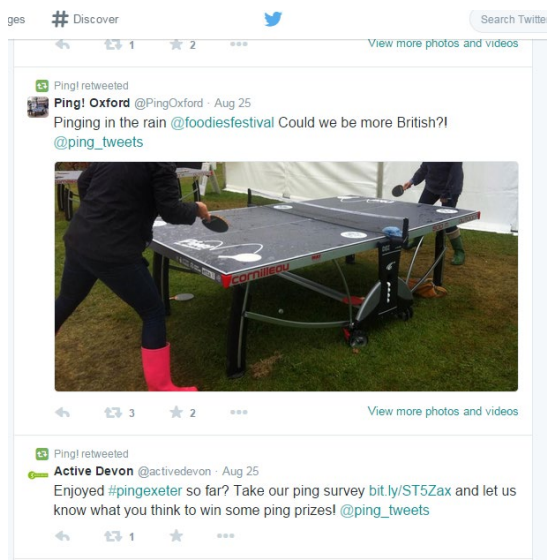 ges
Discover
Search Twitte
1
2
View more photos and videos
Ping! retweeted
Ping! Oxford @PingOxford · Aug 25
Pinging in the rain @foodiesfestival Could we be more British?!
@ping_tweets
cornilleau
3
2
View more photos and videos
Ping! retweeted
Active Devon @activedevon · Aug 25
Enjoyed #pingexeter so far? Take our ping survey bit.ly/ST5Zax and let us
know what you think to win some ping prizes! @ping_tweets
1